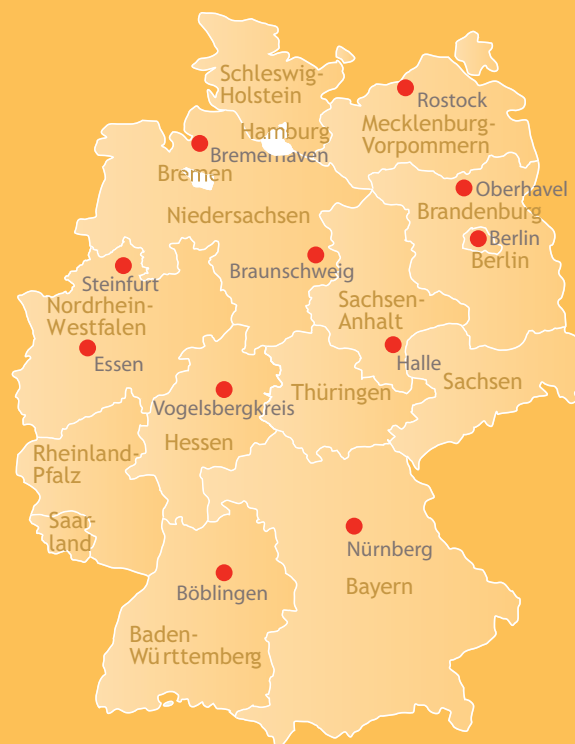 Schleswig-
Holstein
Rostock
Hamburg
Mecklenburg-
Vorpommern
Bremerhaven
Bremen
Oberhavel
Niedersachsen
Brandenburg
Berlin
Braunschweig
Berlin
Steinfurt
Nordrhein-
Westfalen
Sachsen-
Anhalt
Essen
Halle
Sachsen
Thüringen
Vogelsbergkreis
Hessen
Rheinland-
Pfalz
Saar-
land
Nürnberg
Böblingen
Bayern
Baden-
Württemberg